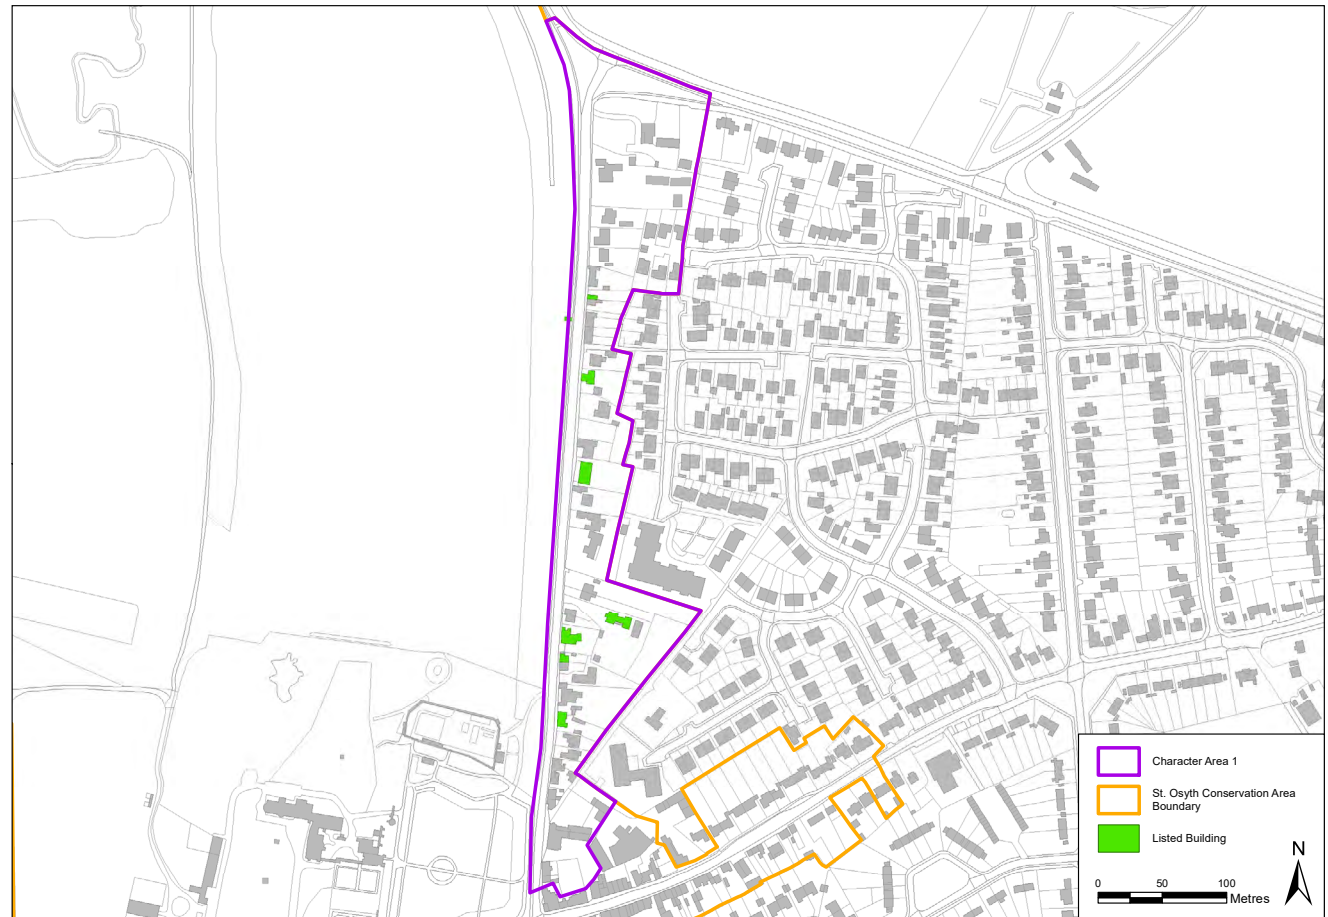 Character Area 1
St. Osyth Conservation Area
Boundary
Listed Building
N
0 50 100
Metres